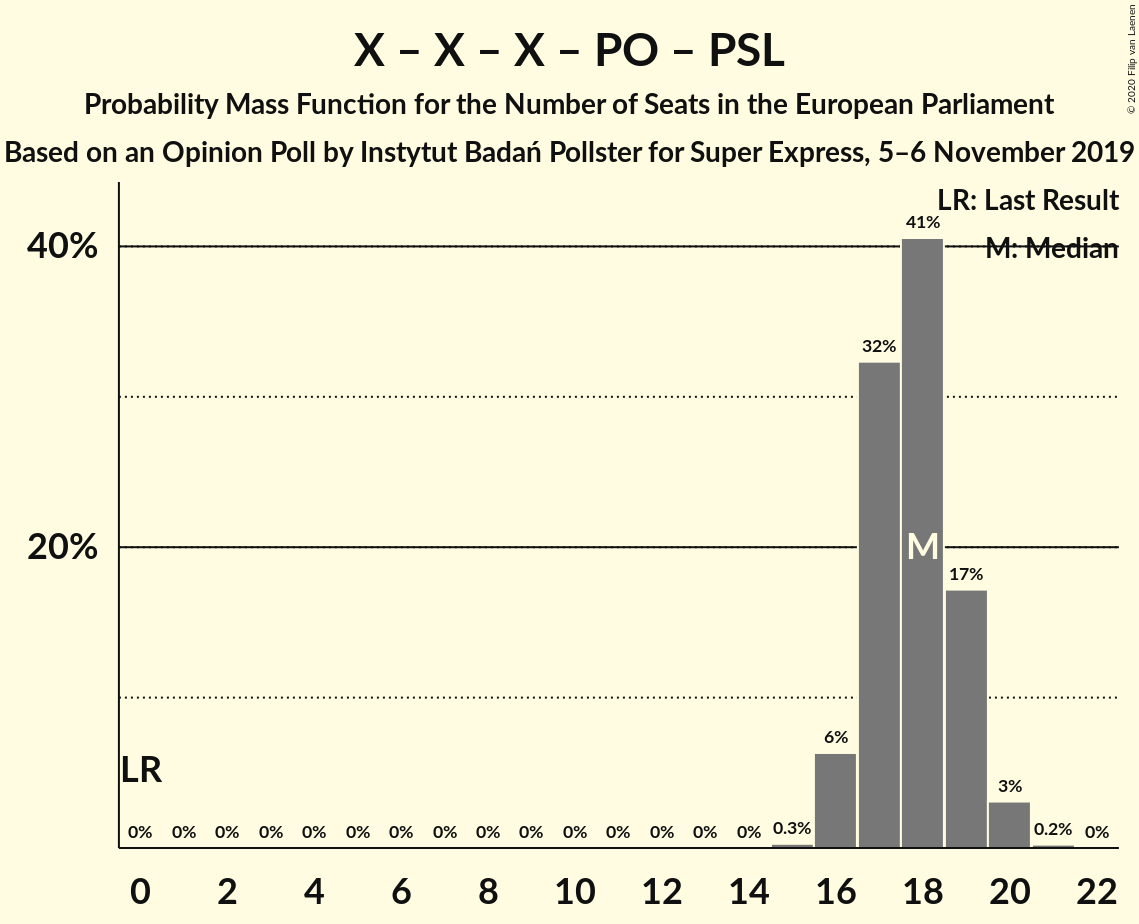 X – X – X – PO – PSL
Probability Mass Function for the Number of Seats in the European Parliament
Based on an Opinion Poll by Instytut Badań Pollster for Super Express, 5–6 November 2019
© 2020 Filip van Laenen
LR: Last Result
M: Median
40%
20%
41%
32%
M
17%
6%
3%
LR
0% 0% 0% 0% 0% 0% 0% 0% 0% 0% 0% 0% 0% 0% 0% 0.3% 0.2% 0%
0 2 4 6 8 10 12 14 16 18 20 22